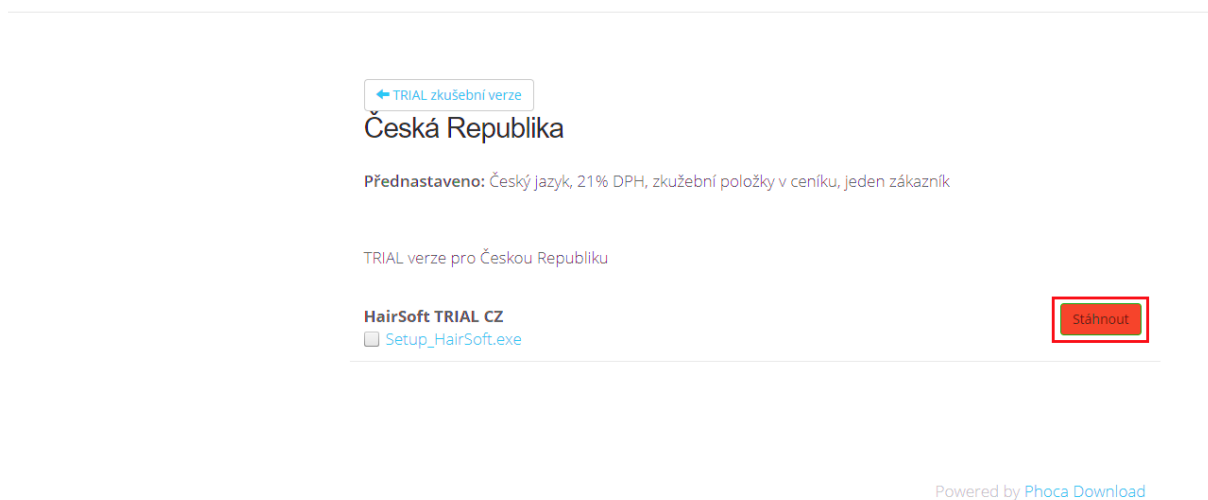 TRIAL zkušební verze
Česká Republika
Přednastaveno: Český jazyk, 21% DPH, zkužební položky v ceníku, jeden zákazník
TRIAL verze pro Českou Republiku
HairSoft TRIAL CZ
Stáhnout
Setup_HairSoft.exe
Powered by Phoca Download